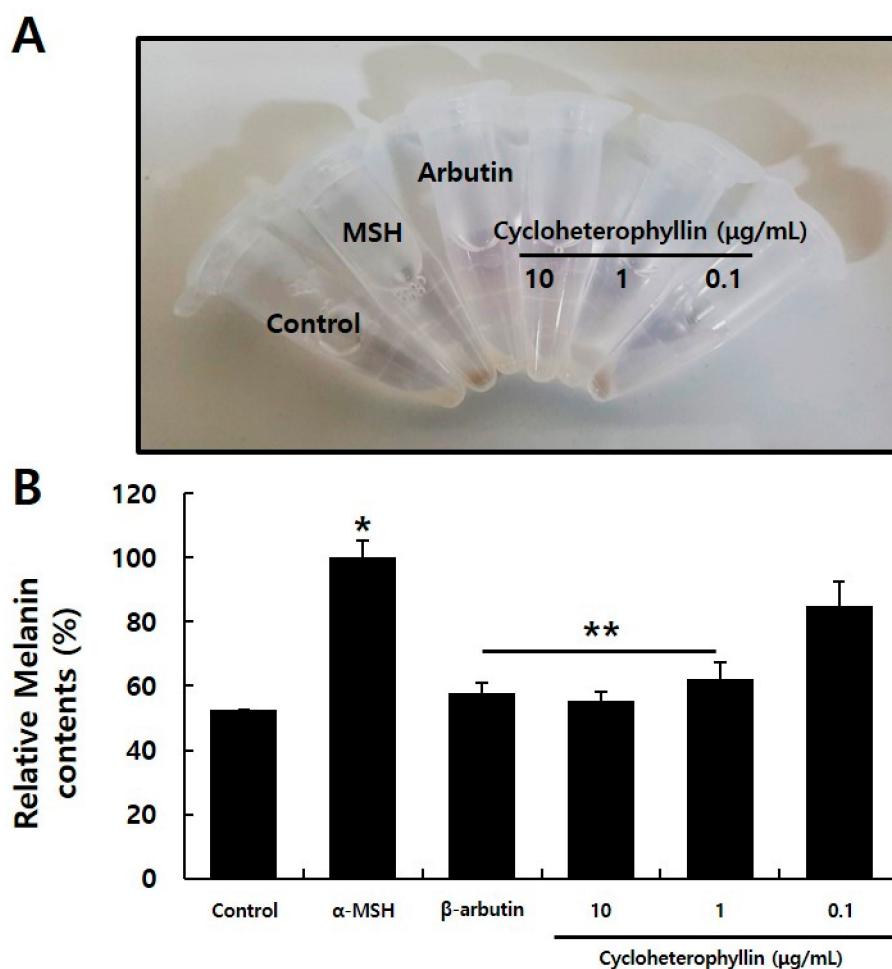 A
Arbutin
MSH
Cycloheterophyllin (μg/mL)
10 1 0.1
Control
B
120
100
80
60
40
20
0
Relative Melanin
contents (%)
*
**
Control α-MSH β-arbutin 10 1 0.1
Cycloheterophyllin (μg/mL)